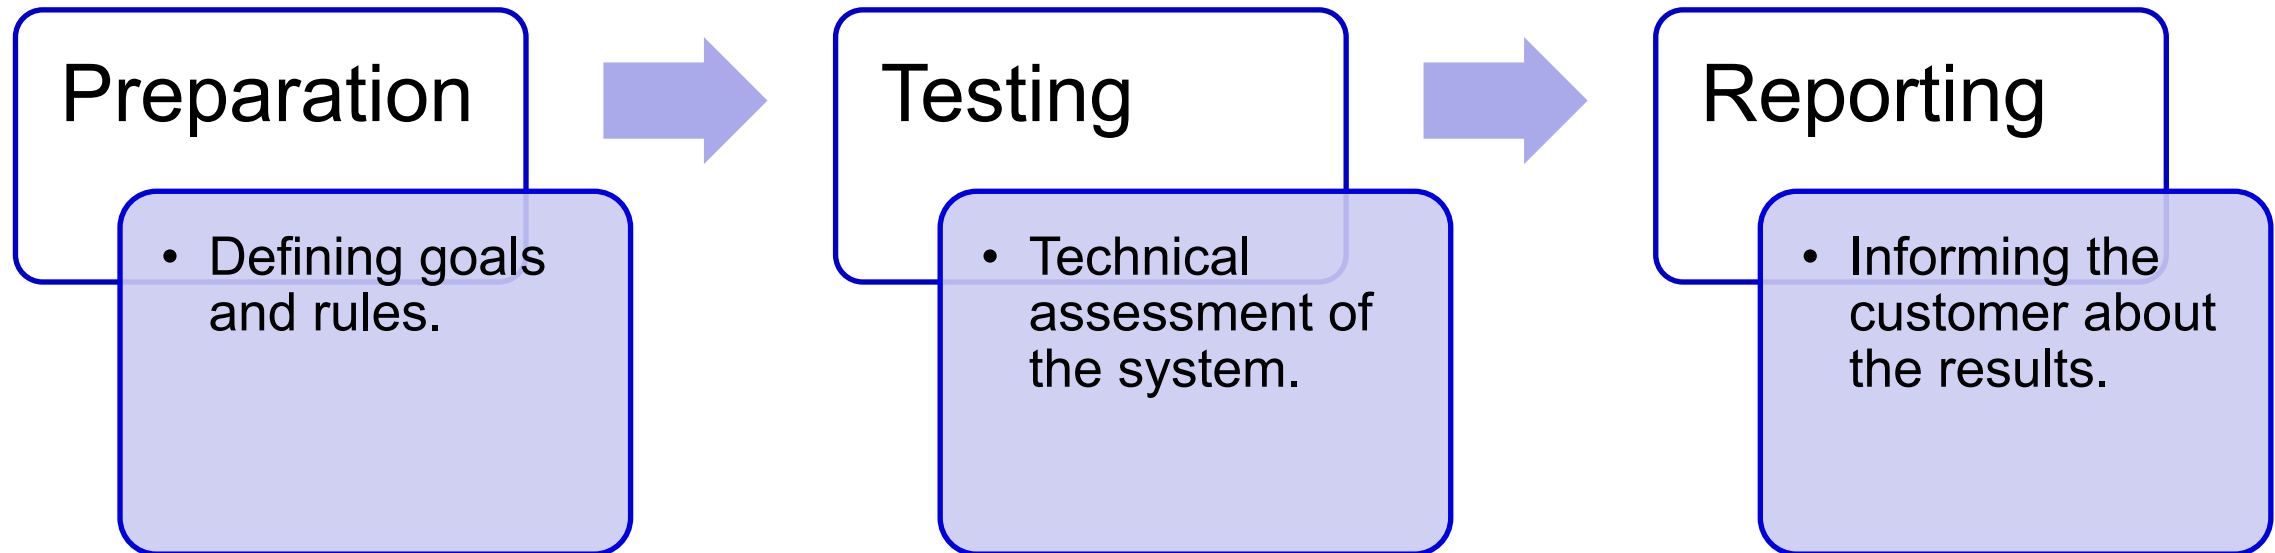 Preparation
• Defining goals
and rules.
Testing
• Technical
assessment of
the system.
Reporting
• Informing the
customer about
the results.